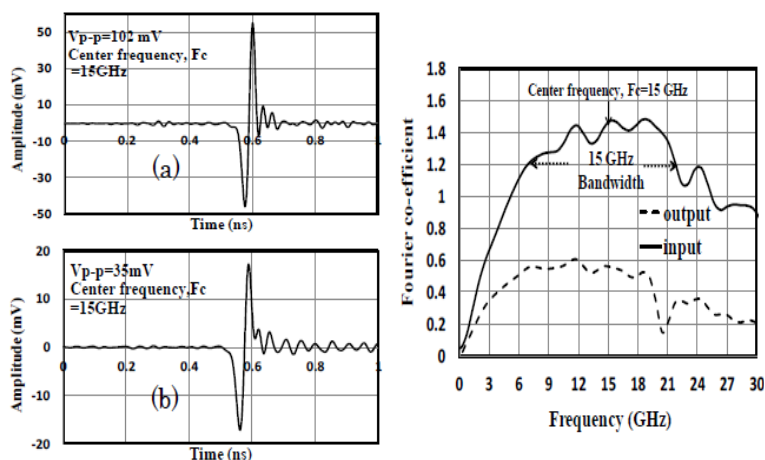 60
50
Vp-p=102 mV
Center frequency, Fc
=15GHz
30
10
-10
0
0.2
0.4
0.6
0.8
1
-30
-50
Amplitude (mV)
(a)
Time (ns)
20
Vp-p=35mV
Center frequency,Fc
=15GHz
10
0
0
0.2
0.4
0.6
0.8
1
-10
-20
Amplitude (mV)
(b)
Time (ns)
1.8
1.6
1.4
1.2
1
0.8
0.6
0.4
0.2
0
Fourier co-efficient
Center frequency, Fc=15 GHz
15 GHz
Bandwidth
output
input
0 3 6 9 12 15 18 21 24 27 30
Frequency (GHz)